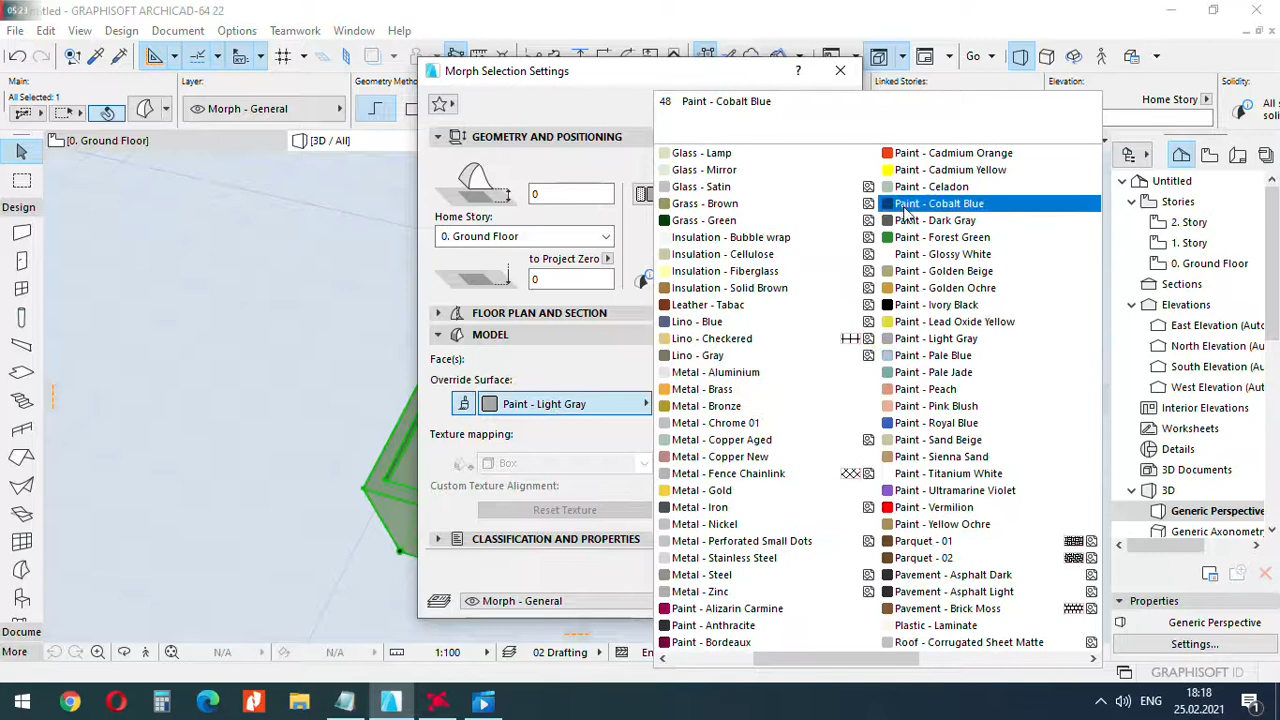 05:23 ntitled - GRAPHISOFT ARCHICAD-64 22
File Edit View Design Document Options Teamwork Window Help
Go
Main:
Layer:
Geometry Metho
Linked Stories:
Elevation:
Solidity:
All Selected: 1
Morph - General
Home Story
All s
solid
[0. Ground Floor]
[3D / All]
Morph Selection Settings
?
GEOMETRY AND POSITIONING
0
Home Story:
0. Ground Floor
to Project Zero
0
FLOOR PLAN AND SECTION
MODEL
Face(s):
Override Surface:
Paint - Light Gray
Texture mapping:
Box
Custom Texture Alignment:
Reset Texture
CLASSIFICATION AND PROPERTIES
Morph - General
48 Paint - Cobalt Blue
Glass - Lamp
Glass - Mirror
Glass - Satin
Grass - Brown
Grass - Green
Insulation - Bubble wrap
Insulation - Cellulose
Insulation - Fiberglass
Insulation - Solid Brown
Leather - Tabac
Lino - Blue
Lino - Checkered
Lino - Gray
Metal - Aluminium
Metal - Brass
Metal - Bronze
Metal - Chrome 01
Metal - Copper Aged
Metal - Copper New
Metal - Fence Chainlink
Metal - Gold
Metal - Iron
Metal - Nickel
Metal - Perforated Small Dots
Metal - Stainless Steel
Metal - Steel
Metal - Zinc
Paint - Alizarin Carmine
Paint - Anthracite
Paint - Bordeaux
Paint - Cadmium Orange
Paint - Cadmium Yellow
Paint - Celadon
Paint - Cobalt Blue
Paint - Dark Gray
Paint - Forest Green
Paint - Glossy White
Paint - Golden Beige
Paint - Golden Ochre
Paint - Ivory Black
Paint - Lead Oxide Yellow
Paint - Light Gray
Paint - Pale Blue
Paint - Pale Jade
Paint - Peach
Paint - Pink Blush
Paint - Royal Blue
Paint - Sand Beige
Paint - Sienna Sand
Paint - Titanium White
Paint - Ultramarine Violet
Paint - Vermilion
Paint - Yellow Ochre
Parquet - 01
Parquet - 02
Pavement - Asphalt Dark
Pavement - Asphalt Light
Pavement - Brick Moss
Plastic - Laminate
Roof - Corrugated Sheet Matte
Untitled
Stories
2. Story
1. Story
0. Ground Floor
Sections
Elevations
East Elevation (Auto
North Elevation (Au
South Elevation (Au
West Elevation (Aut
Interior Elevations
Worksheets
Details
3D Documents
3D
Generic Perspective
Generic Axonometr
Properties
Generic Perspective
Settings...
GRAPHISOFT ID
Design
Docume
More
N/A
N/A
1:100
02 Drafting
En
ENG
18:18
25.02.2021
1